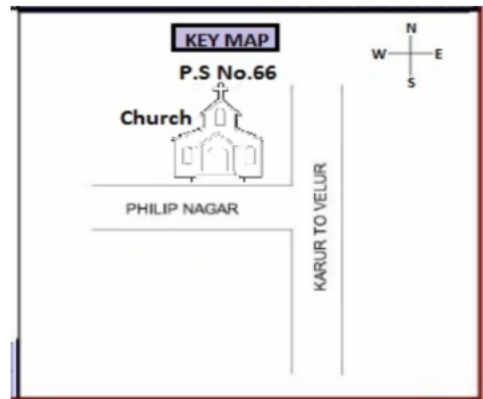 KEY MAP
N
W E
S
P.S No.66
Church
PHILIP NAGAR
KARUR TO VELUR